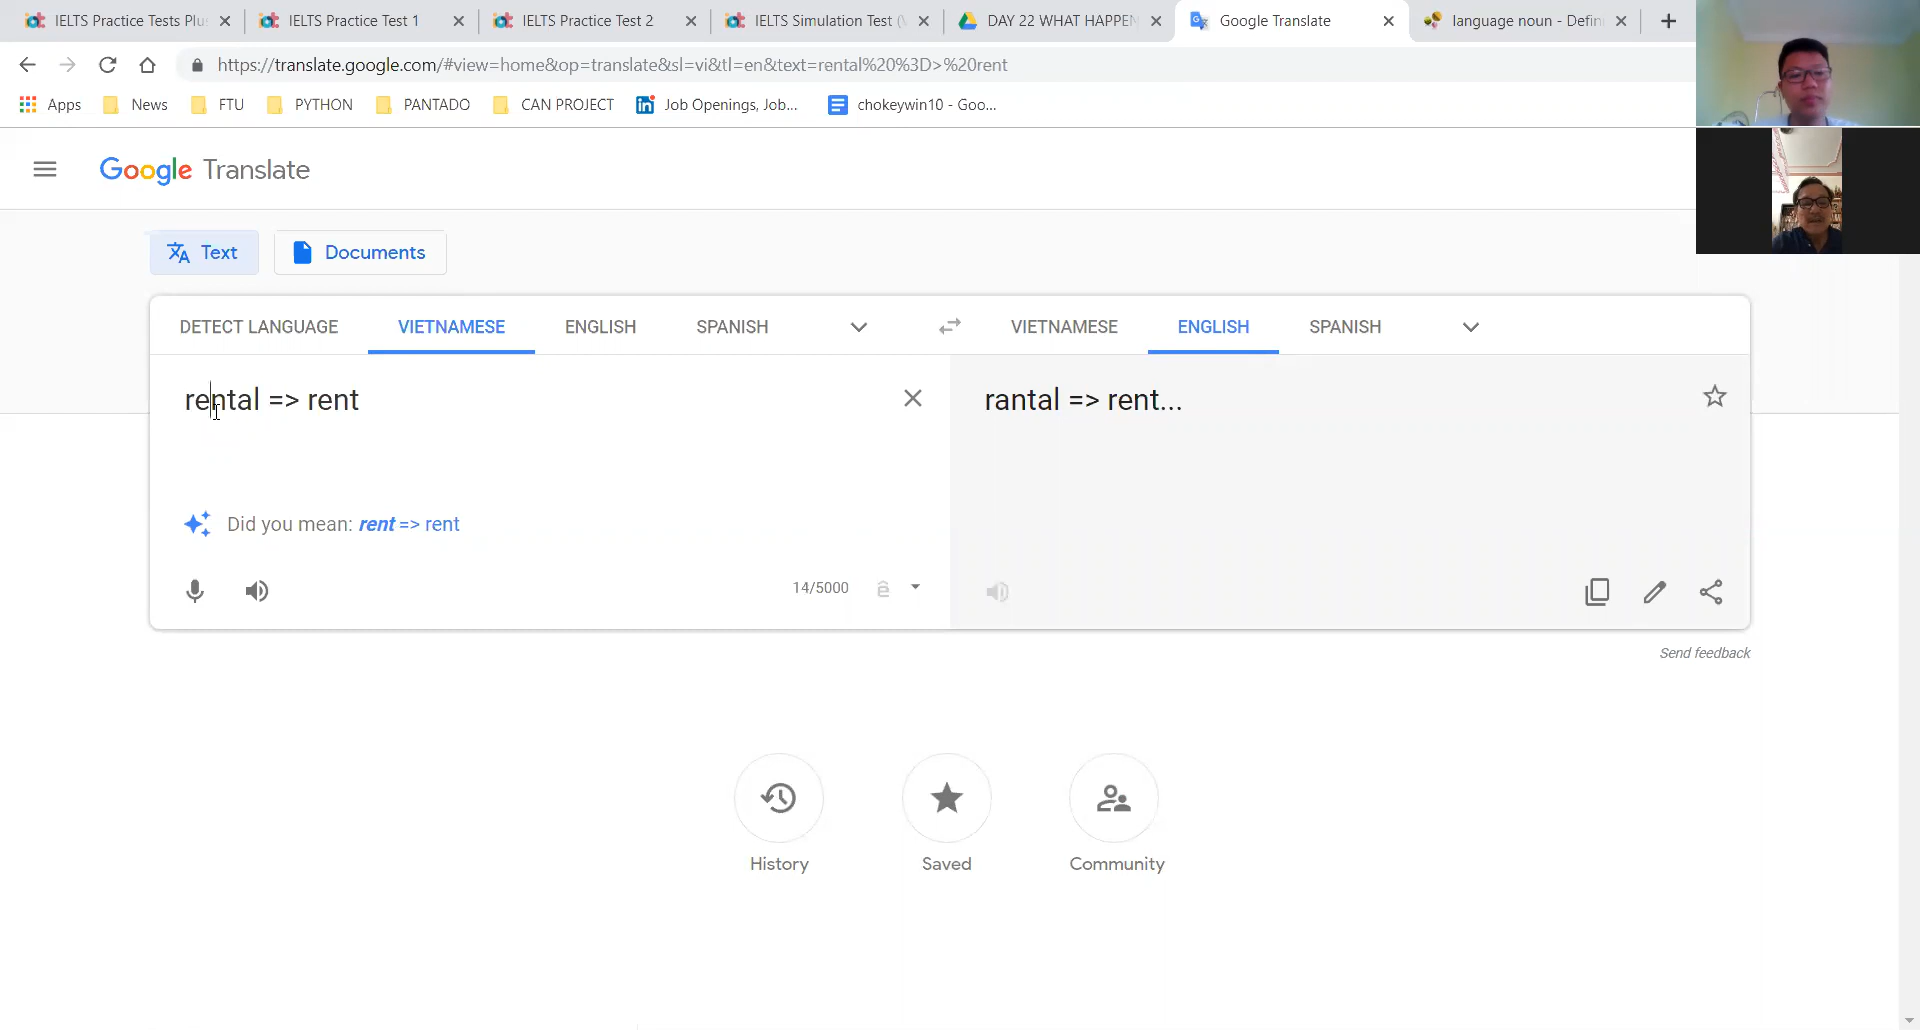 IELTS Practice Tests Plu
IELTS Practice Test 1
IELTS Practice Test 2
IELTS Simulation Test (
DAY 22 WHAT HAPPEN
Google Translate
language noun - Defin
https://translate.google.com/#view=home&op=translate&sl=vi&tl=en&text=rental%20%3D>%20rent
Apps
News
FTU
PYTHON
PANTADO
CAN PROJECT
Job Openings, Job...
chokeywin10 - Goo...
Google Translate
Text
Documents
DETECT LANGUAGE
VIETNAMESE
ENGLISH
SPANISH
VIETNAMESE
ENGLISH
SPANISH
rental => rent
rantal => rent...
Did you mean: rent => rent
14/5000
ê
Send feedback
History
Saved
Community